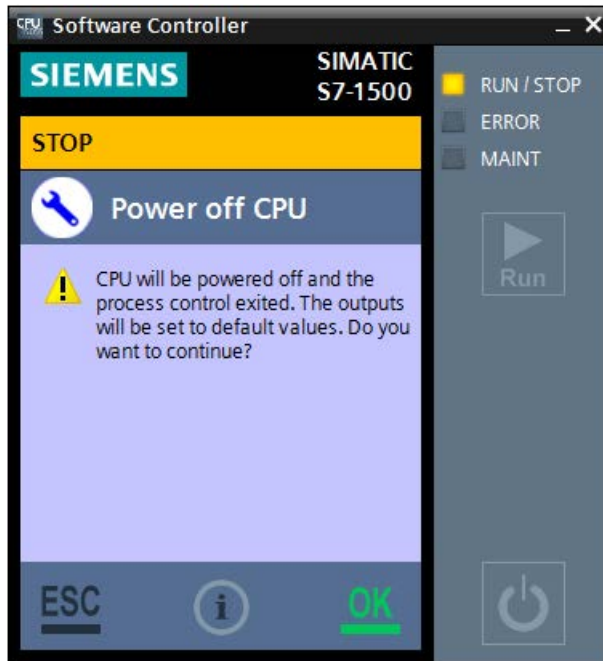 CPU Software Controller
SIEMENS
SIMATIC
S7-1500
RUN / STOP
ERROR
MAINT
STOP
Power off CPU
CPU will be powered off and the
process control exited. The outputs
will be set to default values. Do you
want to continue?
Run
ESC
i
OK